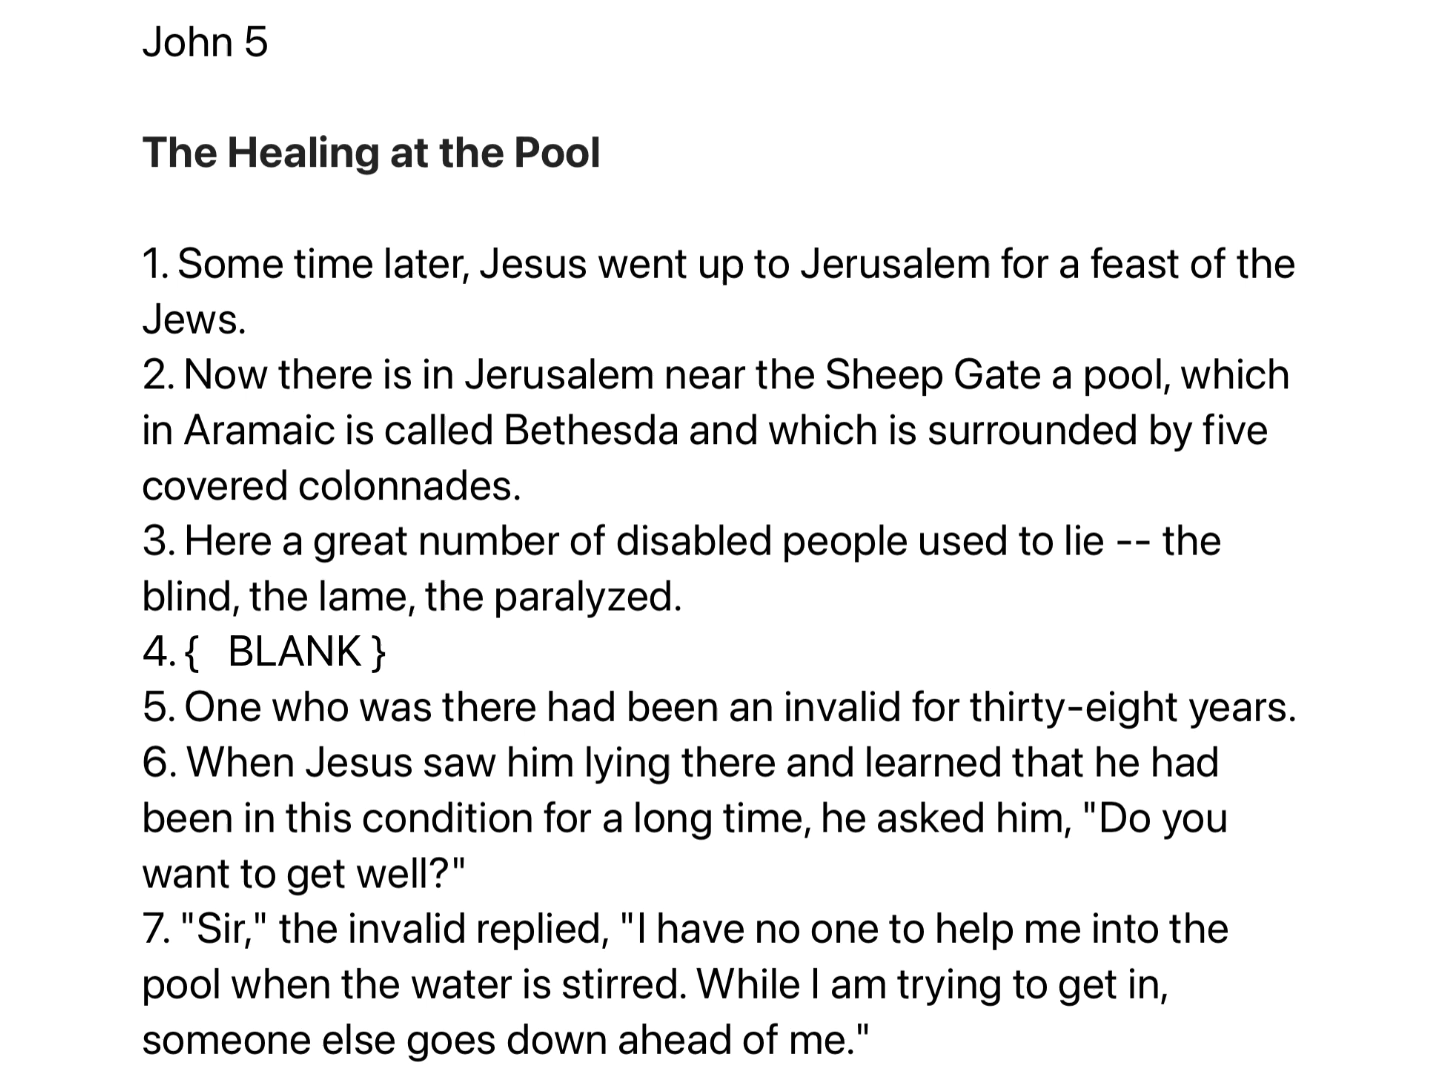 John 5
The Healing at the Pool
1. Some time later, Jesus went up to Jerusalem for a feast of the
Jews.
2. Now there is in Jerusalem near the Sheep Gate a pool, which
in Aramaic is called Bethesda and which is surrounded by five
covered colonnades.
3. Here a great number of disabled people used to lie -- the
blind, the lame, the paralyzed.
4. {   BLANK }
5. One who was there had been an invalid for thirty-eight years.
6. When Jesus saw him lying there and learned that he had
been in this condition for a long time, he asked him, "Do you
want to get well?"
7. "Sir," the invalid replied, "I have no one to help me into the
pool when the water is stirred. While I am trying to get in,
someone else goes down ahead of me."